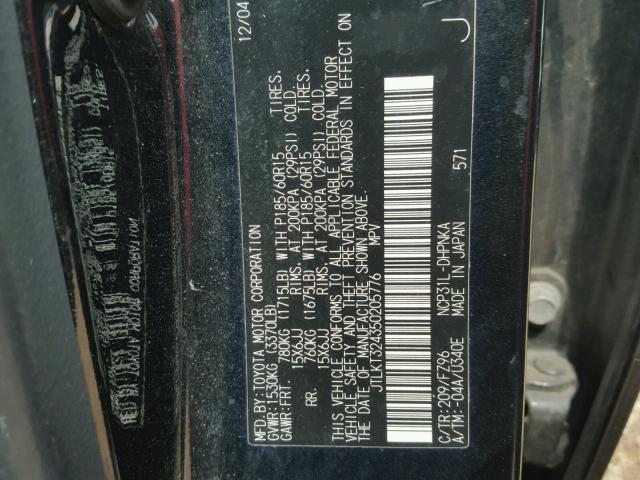 MFD.BY:TOYOTA MOTOR CORPORATION 12/04
GVWR: 1530KG (3370LB)
GAWR:FRT. 780KG (1715LB) WITH P185/60R15 TIRES.
15X6JJ RIMS. AT 200KPA (29PSI) COLD.
RR. 760KG (1675LB) WITH P185/60R15 TIRES.
15X6JJ RIMS. AT 200KPA (29PSI) COLD.
THIS VEHICLE CONFORMS TO ALL APPLICABLE FEDERAL MOTOR
VEHICLE SAFETY AND THEFT PREVENTION STANDARDS IN EFFECT ON
THE DATE OF MANUFACTURE SHOWN ABOVE.
JTLKT324350205776 MPV
J
C/TR:209/FZ96 NCP31L-DHPNKA
A/TM:-04A/U340E MADE IN JAPAN 571